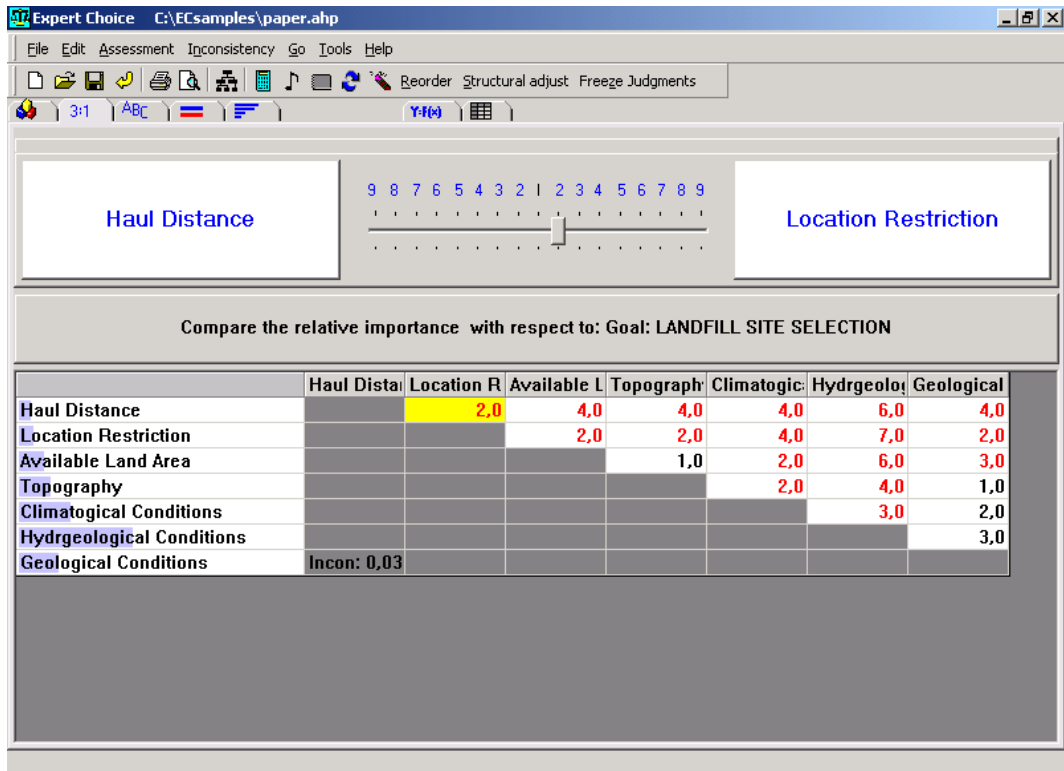 Expert Choice C:\ECsamples\paper.ahp
File Edit Assessment Inconsistency Go Tools Help
Reorder Structural adjust Freeze Judgments
3:1 ABC Y=F(x)
9 8 7 6 5 4 3 2 1 2 3 4 5 6 7 8 9
Haul Distance Location Restriction
Compare the relative importance with respect to: Goal: LANDFILL SITE SELECTION
Haul Distan Location R Available L Topograph Climatogic Hydrgeolog Geological
Haul Distance 2,0 4,0 4,0 4,0 6,0 4,0
Location Restriction 2,0 2,0 4,0 7,0 2,0
Available Land Area 1,0 2,0 6,0 3,0
Topography 2,0 4,0 1,0
Climatogical Conditions 3,0 2,0
Hydrgeological Conditions 3,0
Geological Conditions Incon: 0,03